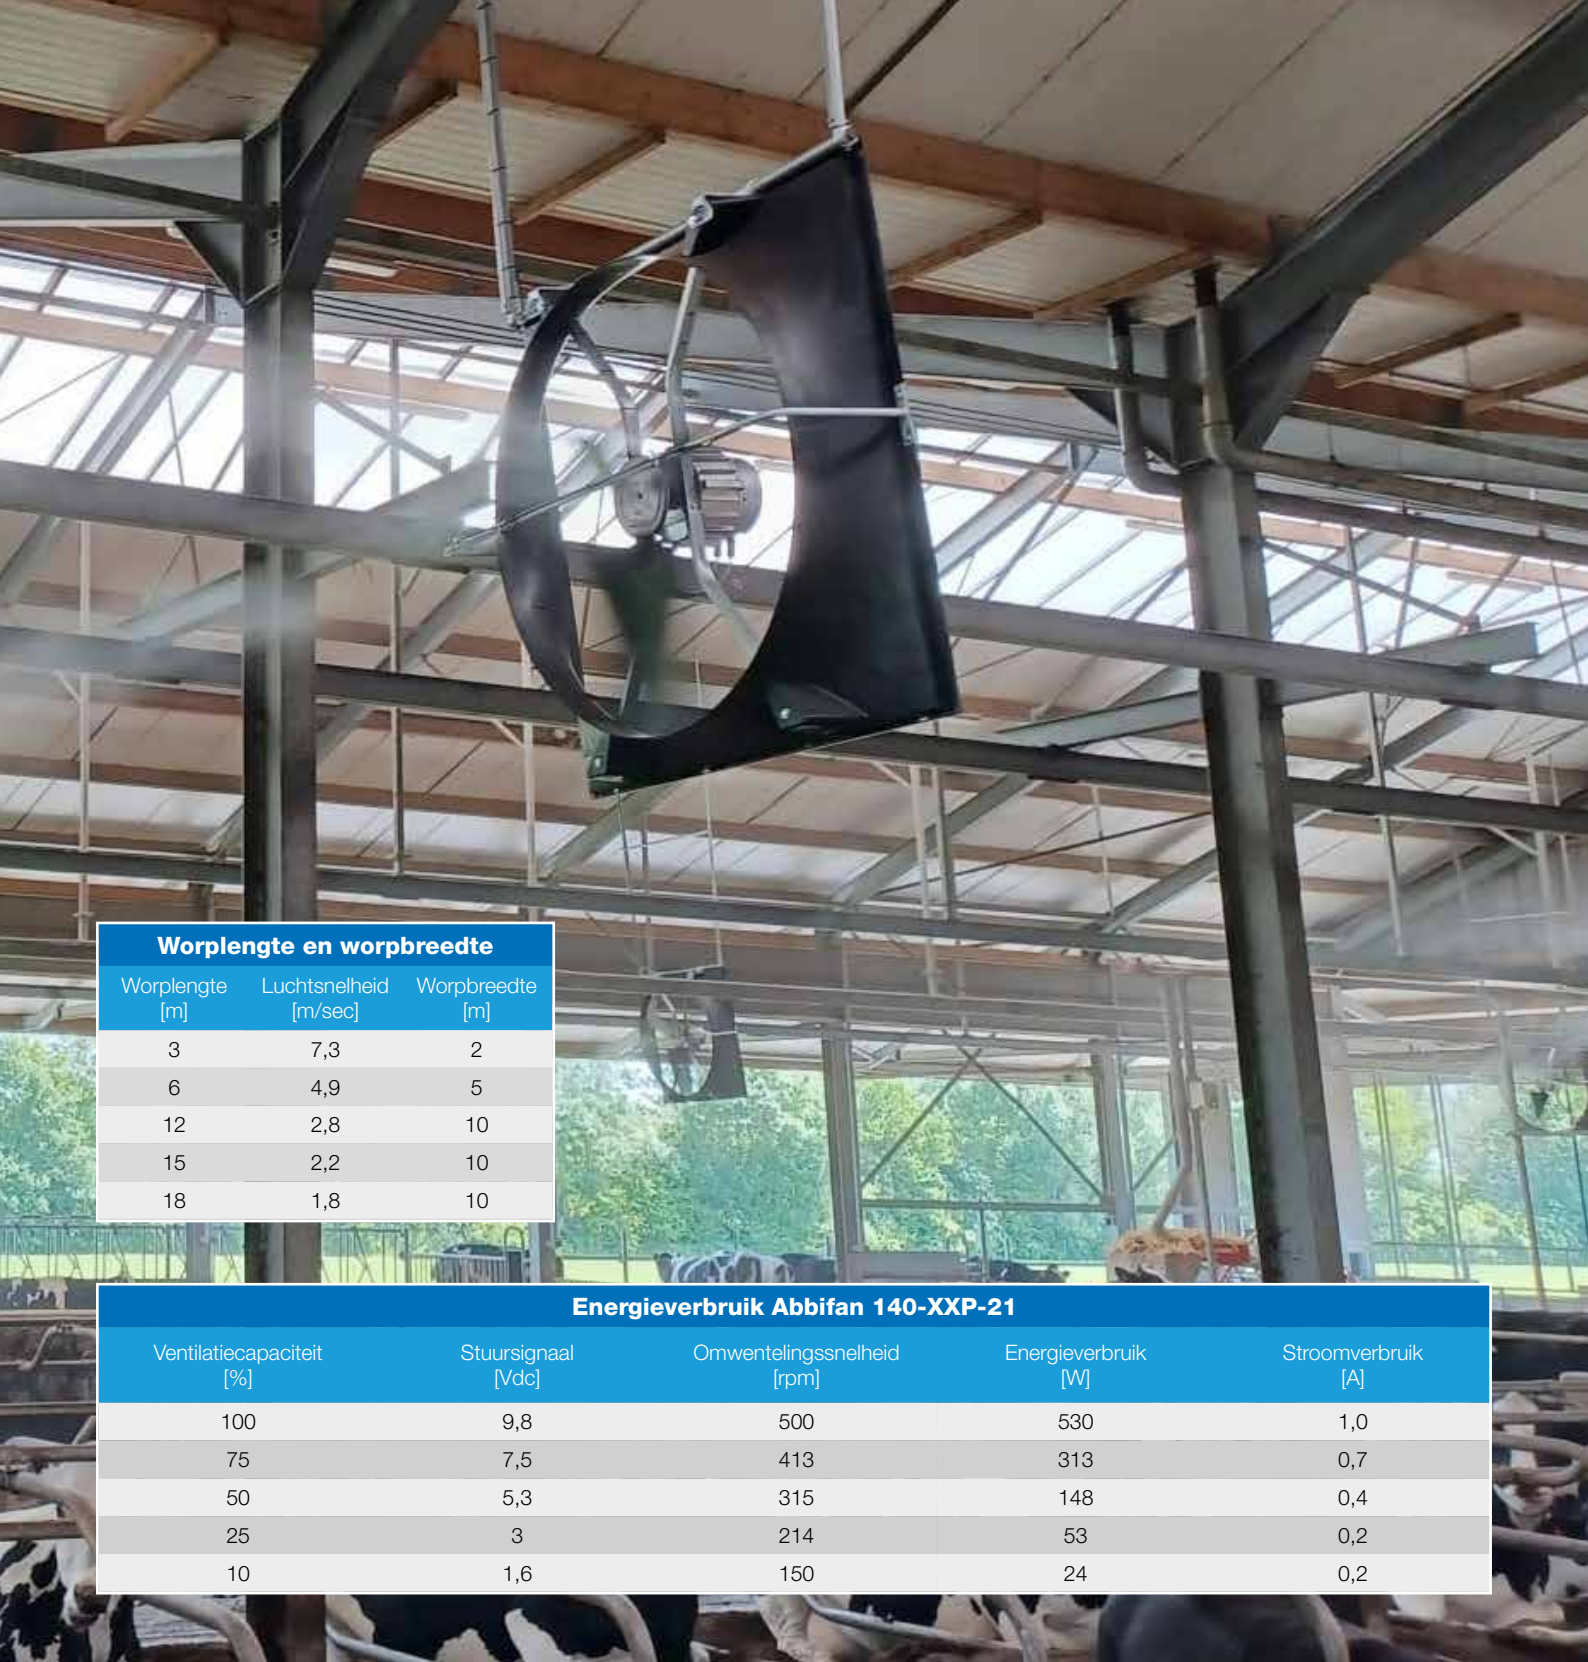 Worplengte en worpbreedte
Worplengte Luchtsnelheid Worpbreedte
[m] [m/sec] [m]
3 7,3 2
6 4,9 5
12 2,8 10
15 2,2 10
18 1,8 10
Energieverbruik Abbifan 140-XXP-21
Ventilatiecapaciteit Stuursignaal Omwentelingssnelheid Energieverbruik Stroomverbruik
[%] [Vdc] [rpm] [W] [A]
100 9,8 500 530 1,0
75 7,5 413 313 0,7
50 5,3 315 148 0,4
25 3 214 53 0,2
10 1,6 150 24 0,2